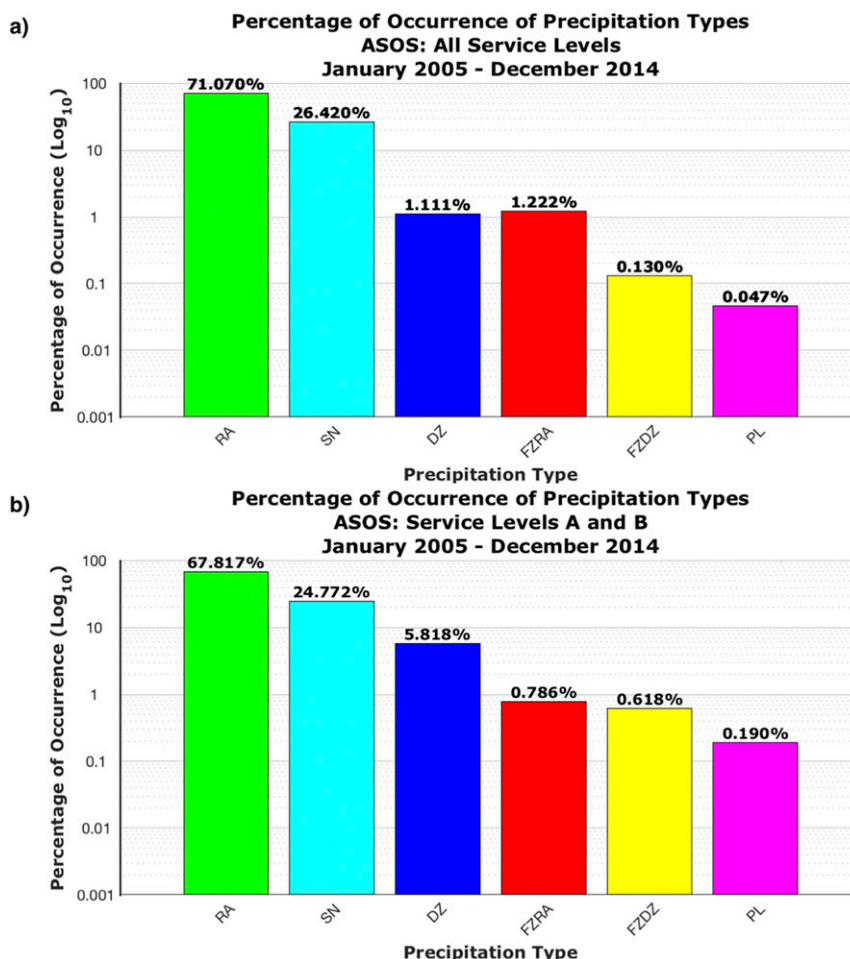 a)
Percentage of Occurrence of Precipitation Types
ASOS: All Service Levels
January 2005 - December 2014
Percentage of Occurrence (Log10)
100
10
1
0.1
0.01
0.001
71.070%
26.420%
1.111%
1.222%
0.130%
0.047%
RA
SN
DZ
FZRA
FZDZ
PL
Precipitation Type
b)
Percentage of Occurrence of Precipitation Types
ASOS: Service Levels A and B
January 2005 - December 2014
Percentage of Occurrence (Log10)
100
10
1
0.1
0.01
0.001
67.817%
24.772%
5.818%
0.786%
0.618%
0.190%
RA
SN
DZ
FZRA
FZDZ
PL
Precipitation Type